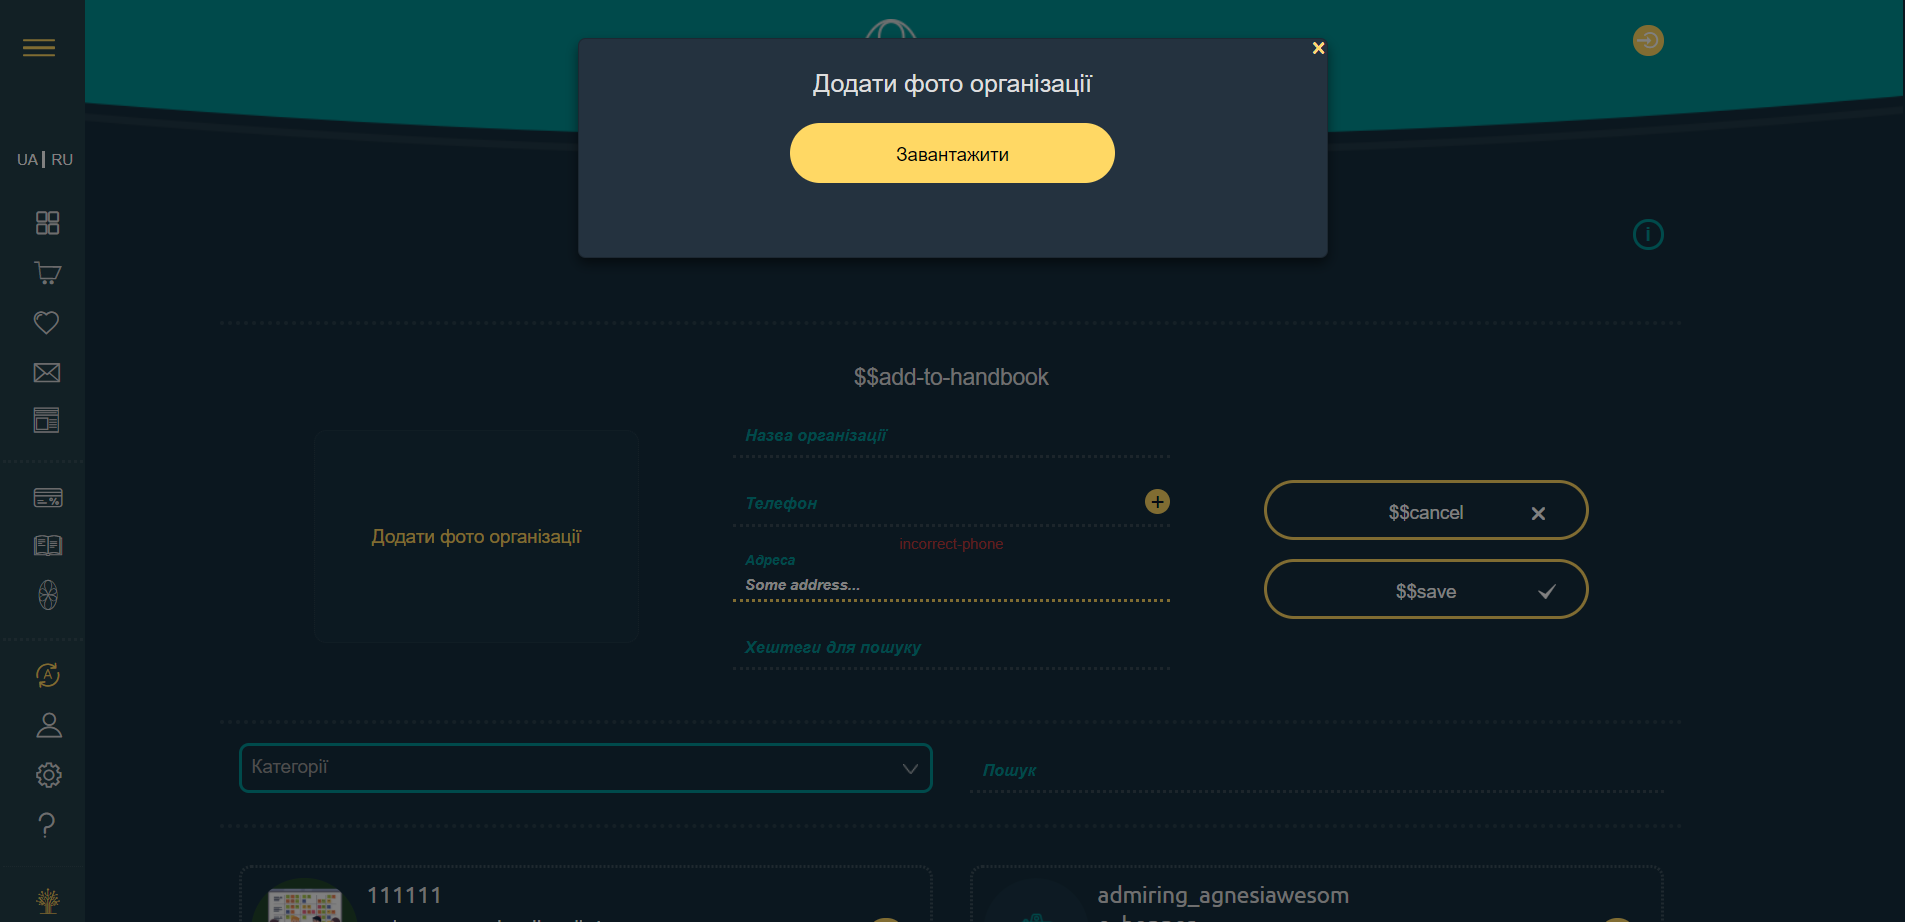 Додати фото організації
Завантажити
UA | RU
$$add-to-handbook
Назва організації
Телефон
incorrect-phone
Адреса
Some address...
Хештеги для пошуку
Додати фото організації
$$cancel
$$save
Категорії
Пошук
111111
admiring_agnesiawesom